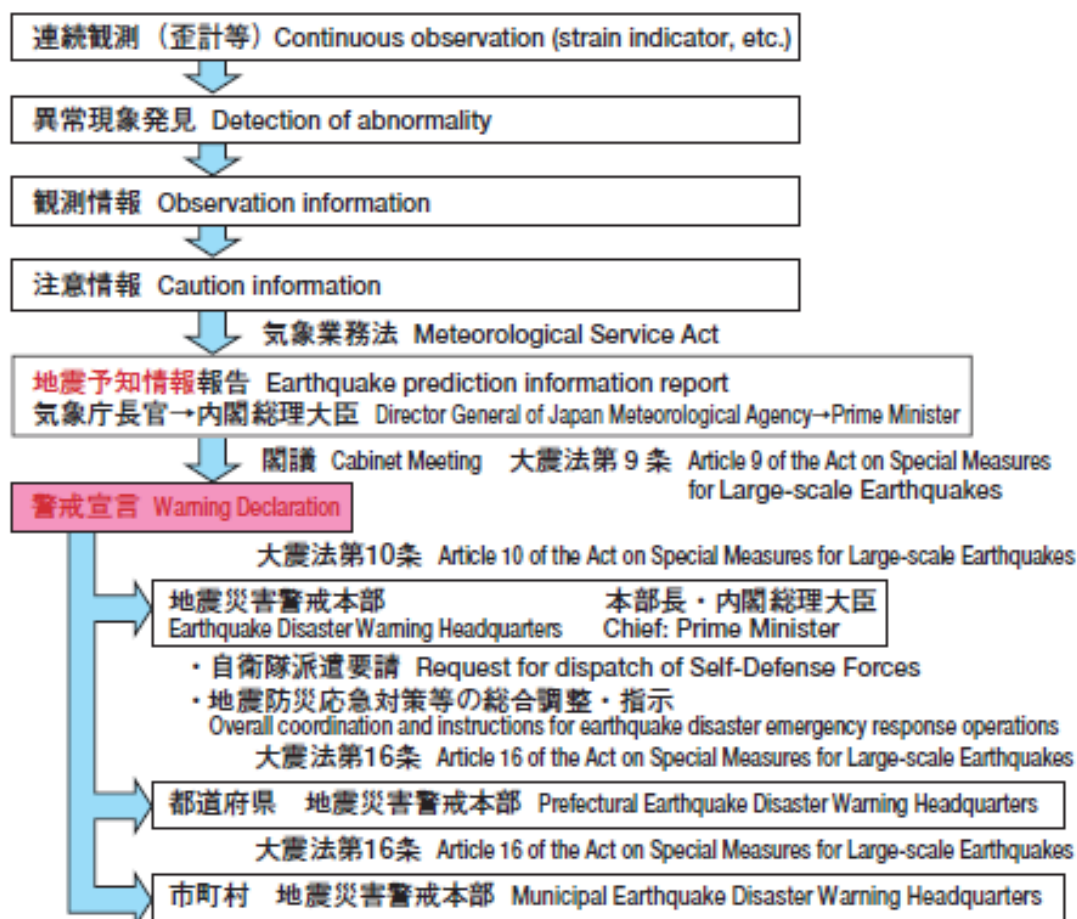 連続観測（歪計等）Continuous observation (strain indicator, etc.)
異常現象発見 Detection of abnormality
観測情報 Observation information
注意情報 Caution information
気象業務法 Meteorological Service Act
地震予知情報報告 Earthquake prediction information report
気象庁長官→内閣総理大臣 Director General of Japan Meteorological Agency→Prime Minister
閣議 Cabinet Meeting 大震法第９条 Article 9 of the Act on Special Measures
for Large-scale Earthquakes
警戒宣言 Warning Declaration
大震法第10条 Article 10 of the Act on Special Measures for Large-scale Earthquakes
地震災害警戒本部 本部長・内閣総理大臣
Earthquake Disaster Warning Headquarters Chief: Prime Minister
・自衛隊派遣要請 Request for dispatch of Self-Defense Forces
・地震防災応急対策等の総合調整・指示
Overall coordination and instructions for earthquake disaster emergency response operations
大震法第16条 Article 16 of the Act on Special Measures for Large-scale Earthquakes
都道府県 地震災害警戒本部 Prefectural Earthquake Disaster Warning Headquarters
大震法第16条 Article 16 of the Act on Special Measures for Large-scale Earthquakes
市町村 地震災害警戒本部 Municipal Earthquake Disaster Warning Headquarters